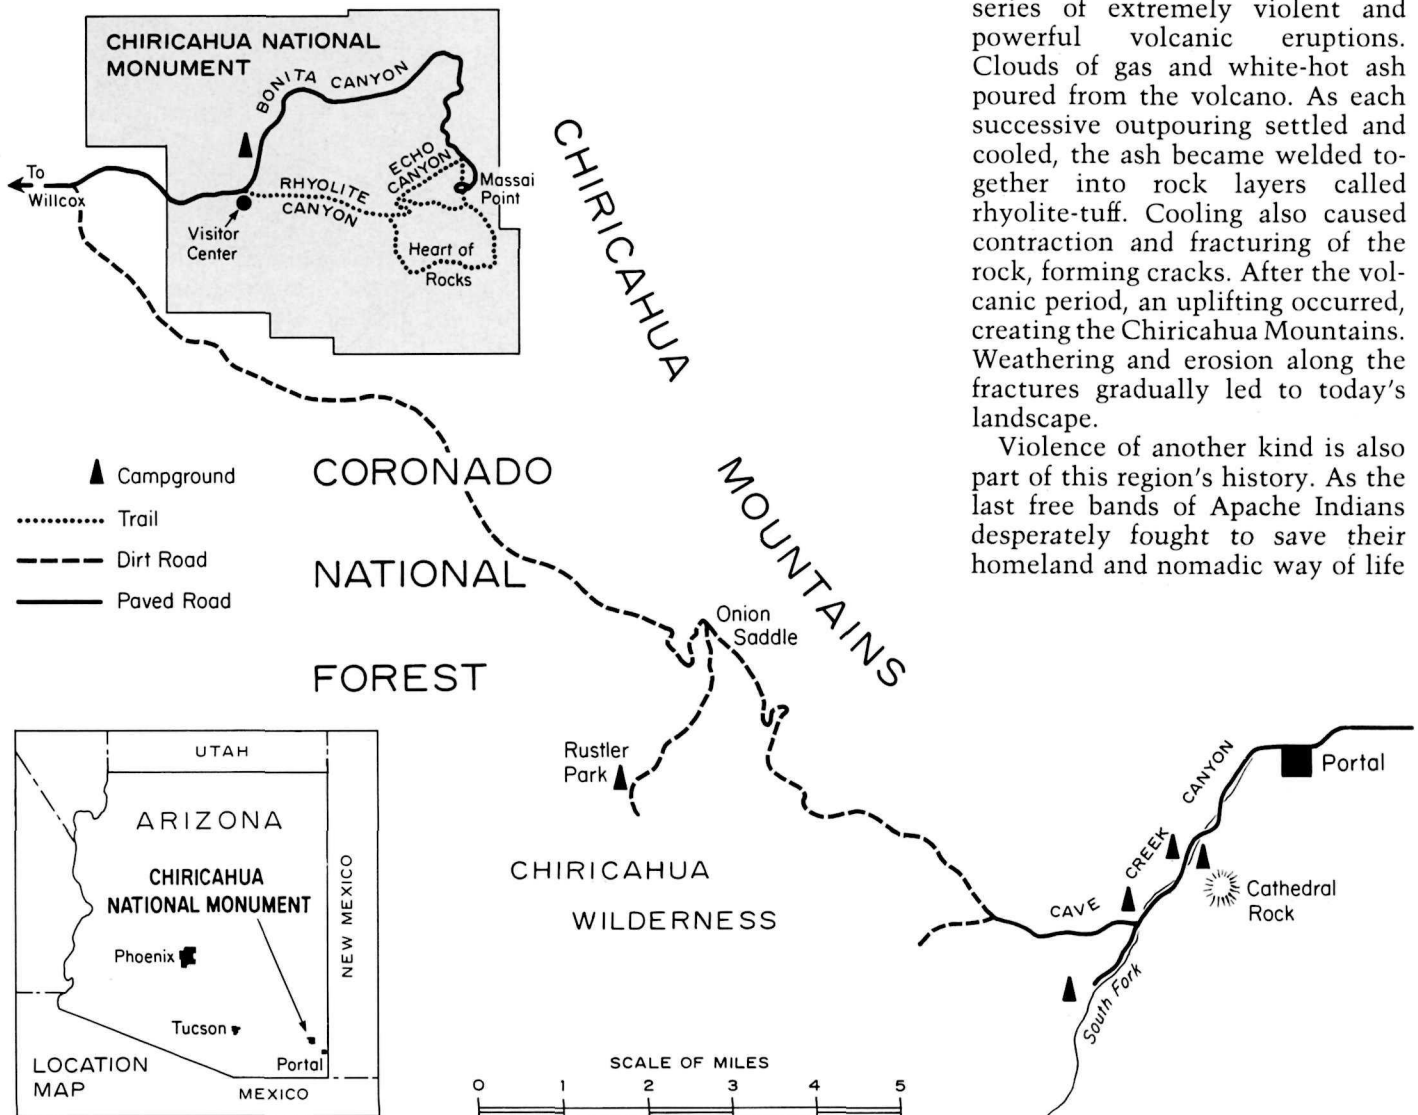 CHIRICAHUA NATIONAL
MONUMENT
BONITA CANYON
To
Willcox
ECHO
CANYON
RHYOLITE
CANYON
Massai
Point
Visitor
Center
Heart of
Rocks
CHIRICAHUA
MOUNTAINS
Campground
Trail
Dirt Road
Paved Road
CORONADO
NATIONAL
FOREST
Onion
Saddle
Rustler
Park
CHIRICAHUA
WILDERNESS
CAVE CREEK CANYON
Portal
Cathedral
Rock
South Fork
UTAH
ARIZONA
CHIRICAHUA
NATIONAL MONUMENT
NEW MEXICO
Phoenix
Tucson
Portal
LOCATION
MAP
MEXICO
SCALE OF MILES
0 1 2 3 4 5
series of extremely violent and
powerful volcanic eruptions.
Clouds of gas and white-hot ash
poured from the volcano. As each
successive outpouring settled and
cooled, the ash became welded to-
gether into rock layers called
rhyolite-tuff. Cooling also caused
contraction and fracturing of the
rock, forming cracks. After the vol-
canic period, an uplifting occurred,
creating the Chiricahua Mountains.
Weathering and erosion along the
fractures gradually led to today's
landscape.
Violence of another kind is also
part of this region's history. As the
last free bands of Apache Indians
desperately fought to save their
homeland and nomadic way of life